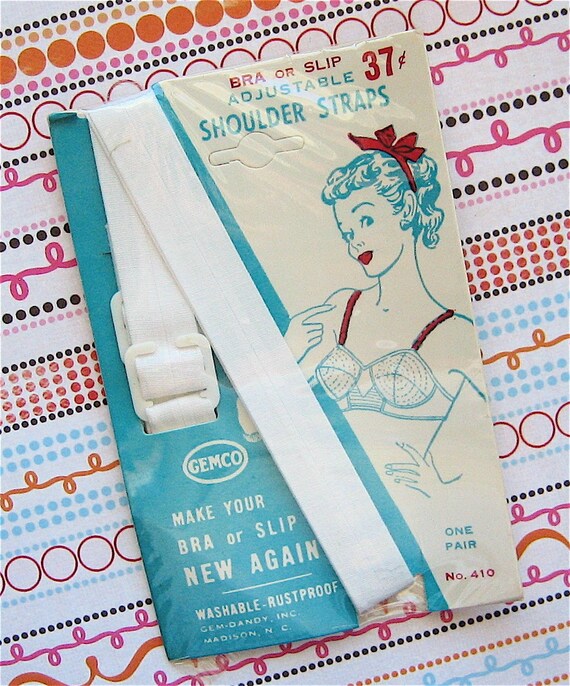 BRA OR SLIP 37¢
ADJUSTABLE
SHOULDER STRAPS
GEMCO
MAKE YOUR
BRA or SLIP
NEW AGAIN
WASHABLE-RUSTPROOF
GEM-DANDY, INC.
MADISON, N. C.
ONE
PAIR
No. 410